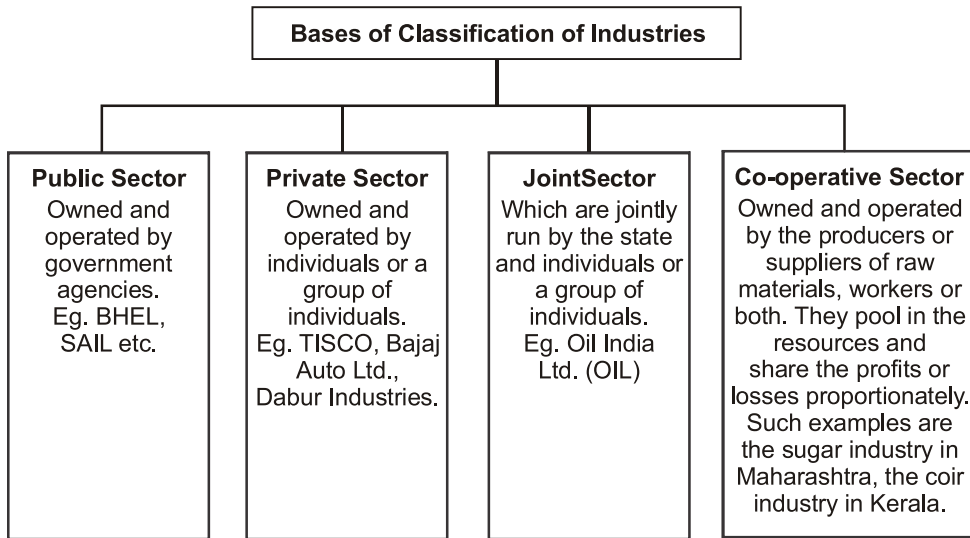 Bases of Classification of Industries
Public Sector
Owned and
operated by
government
agencies.
Eg. BHEL,
SAIL etc.
Private Sector
Owned and
operated by
individuals or a
group of
individuals.
Eg. TISCO, Bajaj
Auto Ltd.,
Dabur Industries.
JointSector
Which are jointly
run by the state
and individuals or
a group of
individuals.
Eg. Oil India
Ltd. (OIL)
Co-operative Sector
Owned and operated
by the producers or
suppliers of raw
materials, workers or
both. They pool in the
resources and
share the profits or
losses proportionately.
Such examples are
the sugar industry in
Maharashtra, the coir
industry in Kerala.